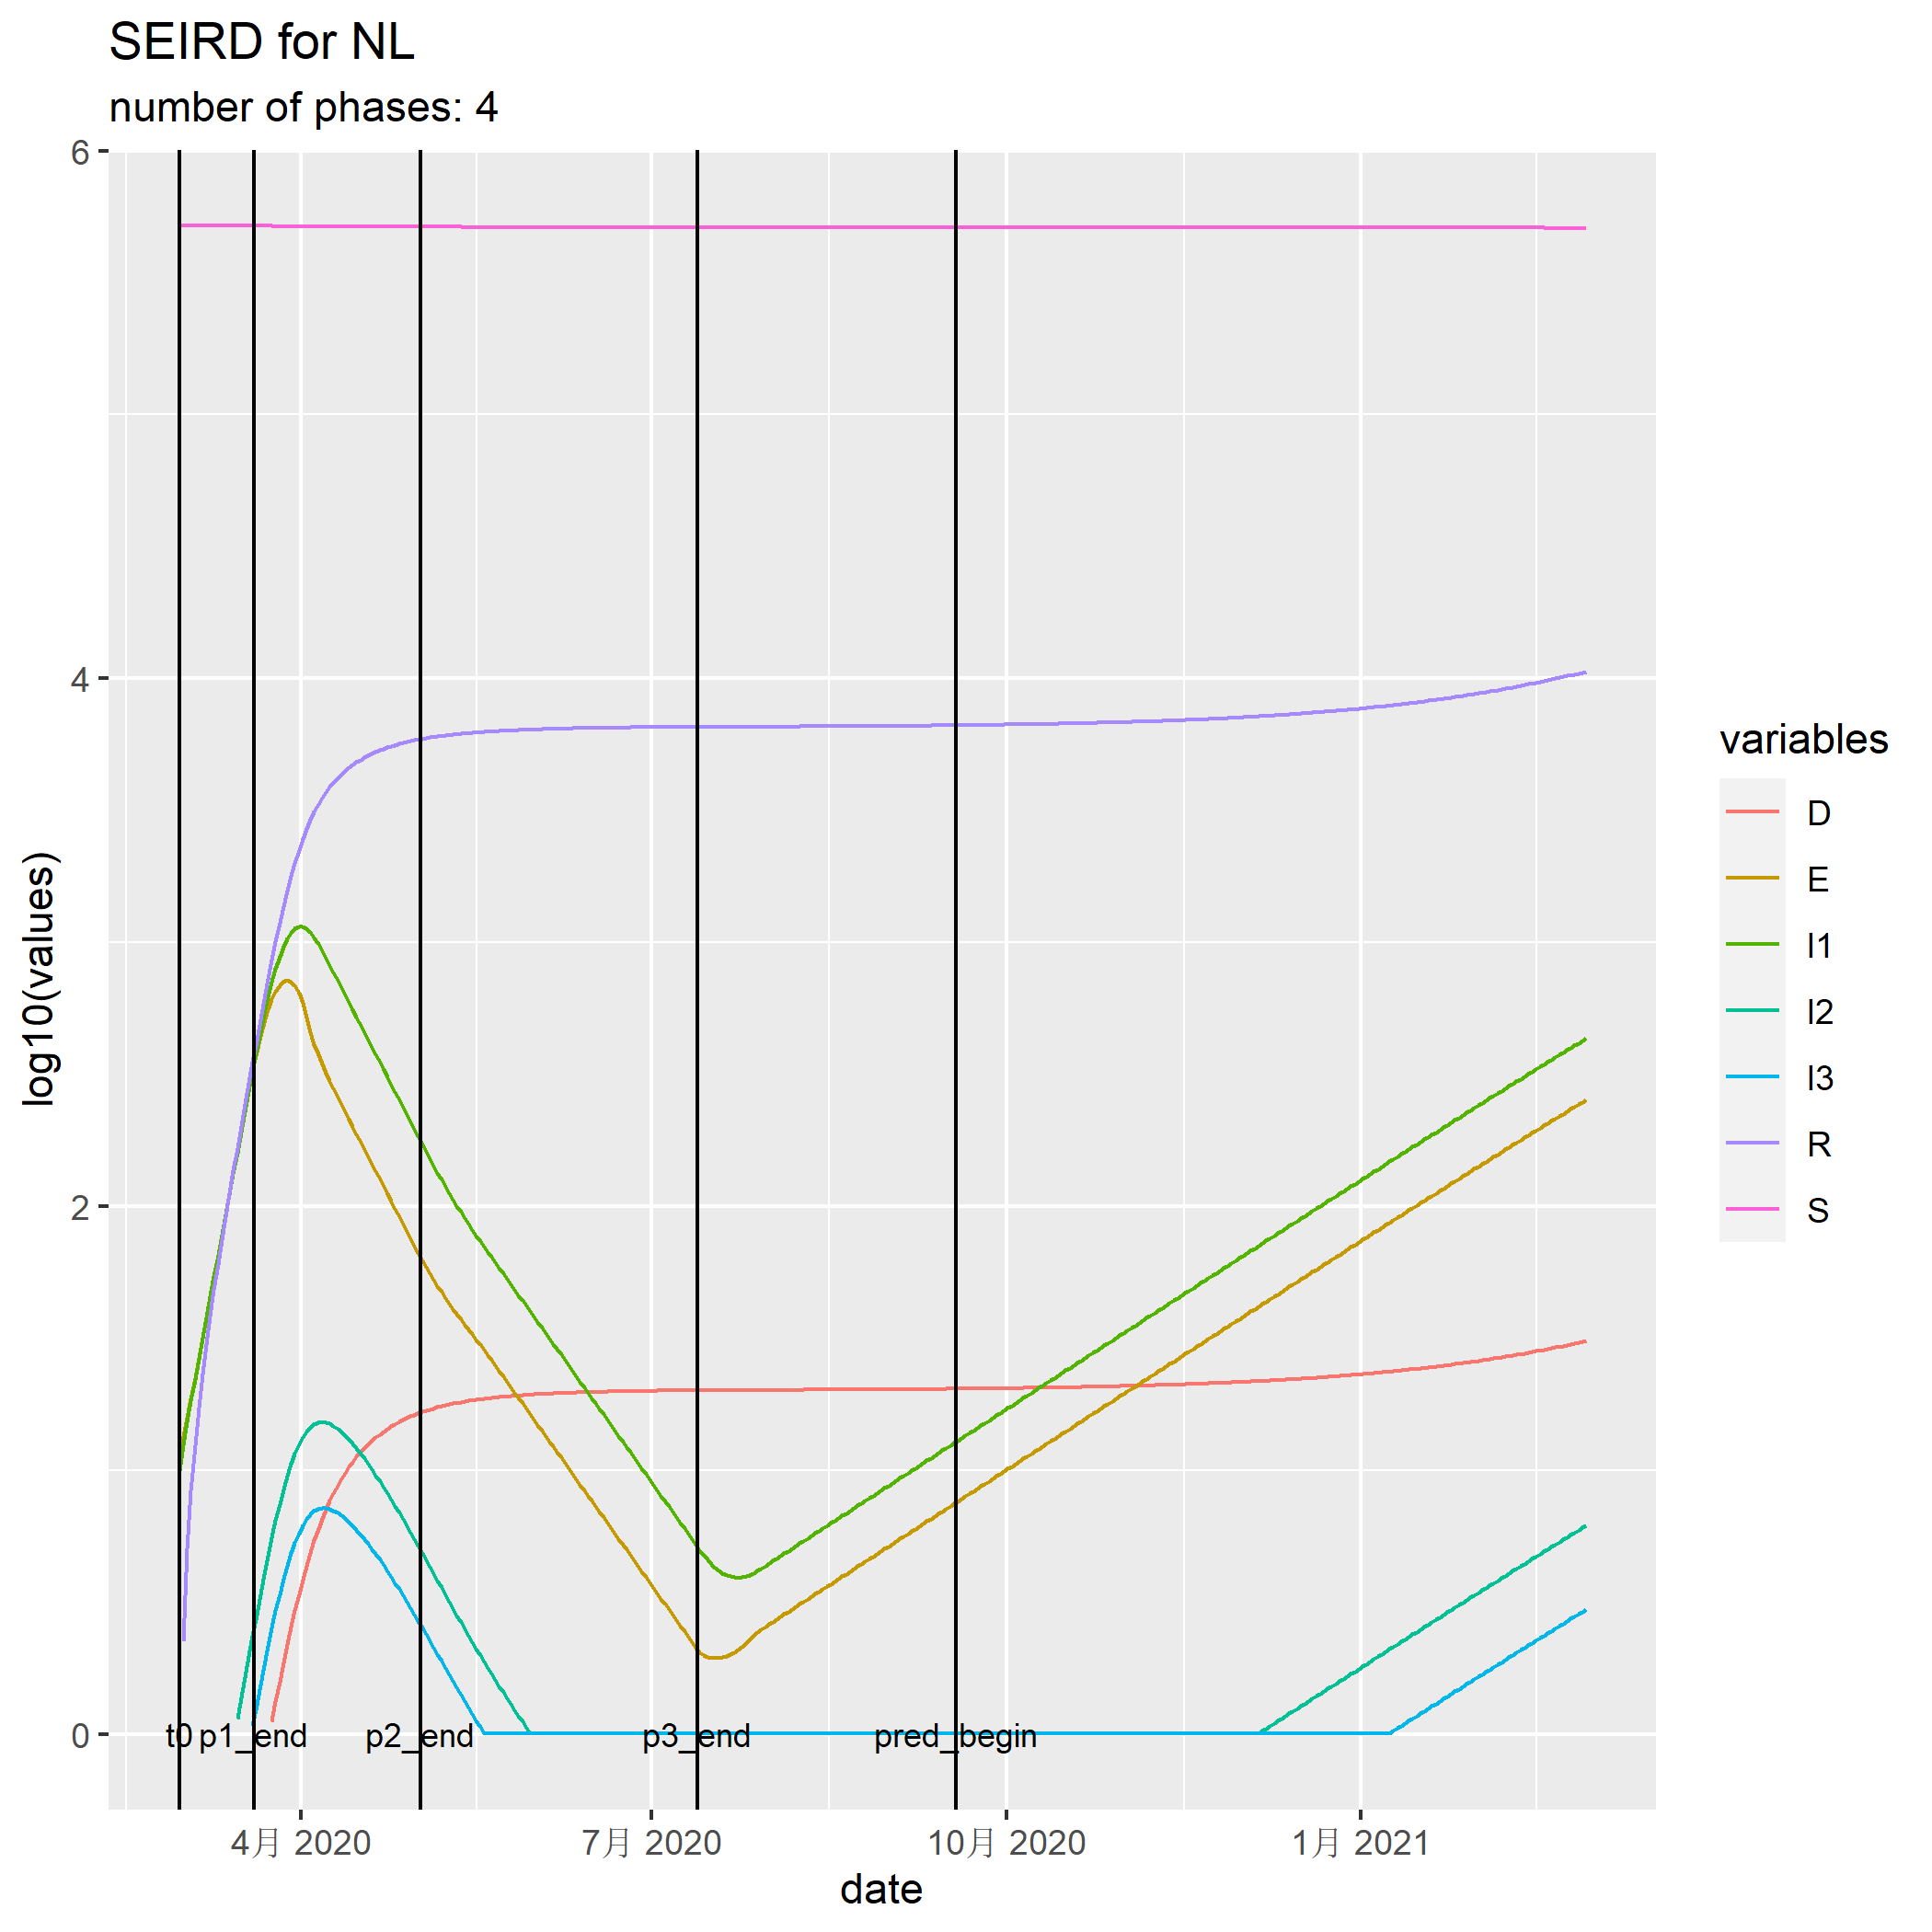 SEIRD for NL
number of phases: 4
6
4
2
0
log10(values)
t0 p1_end p2_end p3_end pred_begin
4月 2020 7月 2020 10月 2020 1月 2021
date
variables
D
E
I1
I2
I3
R
S